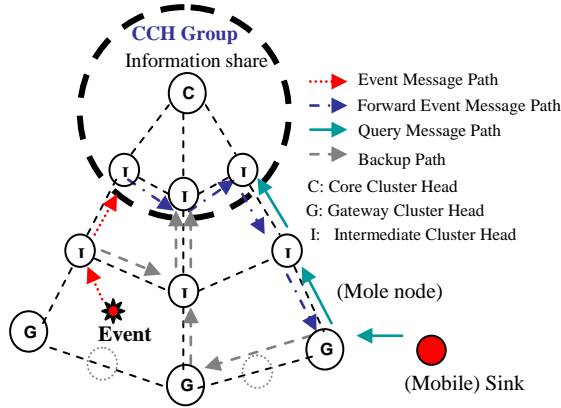 CCH Group
Information share
C
I
I
I
I
I
I
G
G
G
Event
(Mole node)
(Mobile) Sink
Event Message Path
Forward Event Message Path
Query Message Path
Backup Path
C: Core Cluster Head
G: Gateway Cluster Head
I: Intermediate Cluster Head